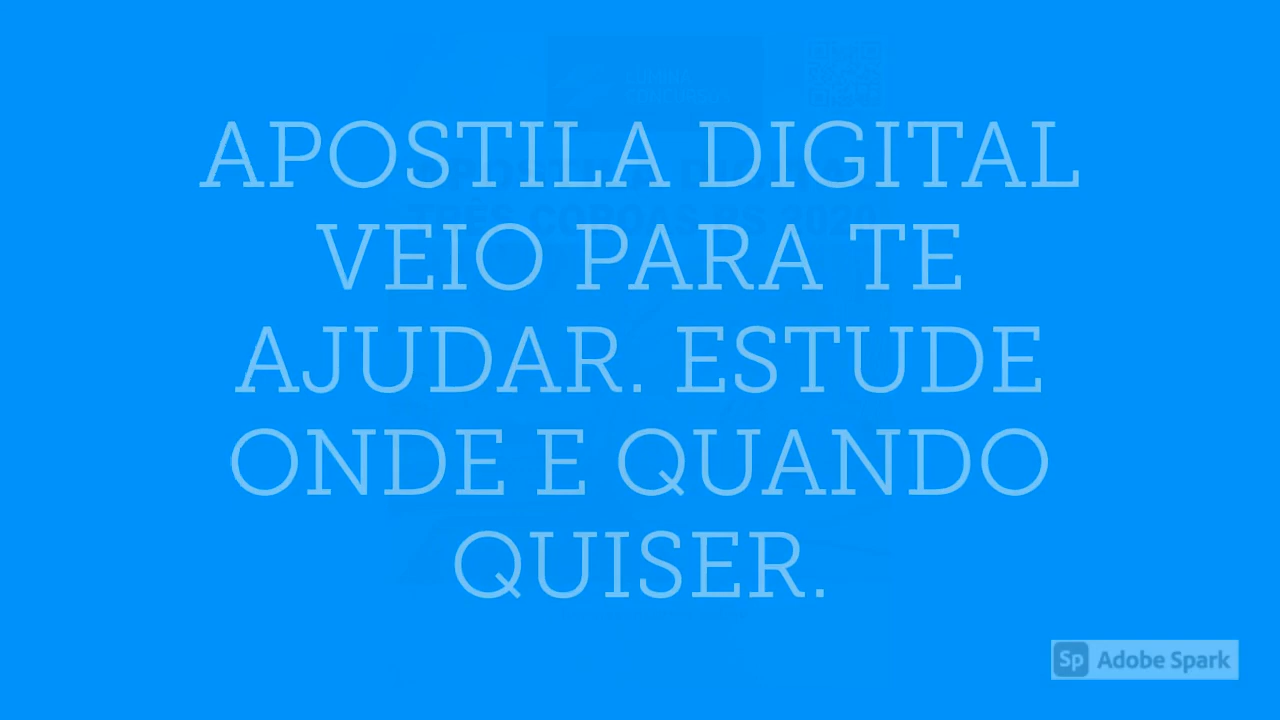 APOSTILA DIGITAL
VEIO PARA TE
AJUDAR. ESTUDE
ONDE E QUANDO
QUISER.
Sp Adobe Spark